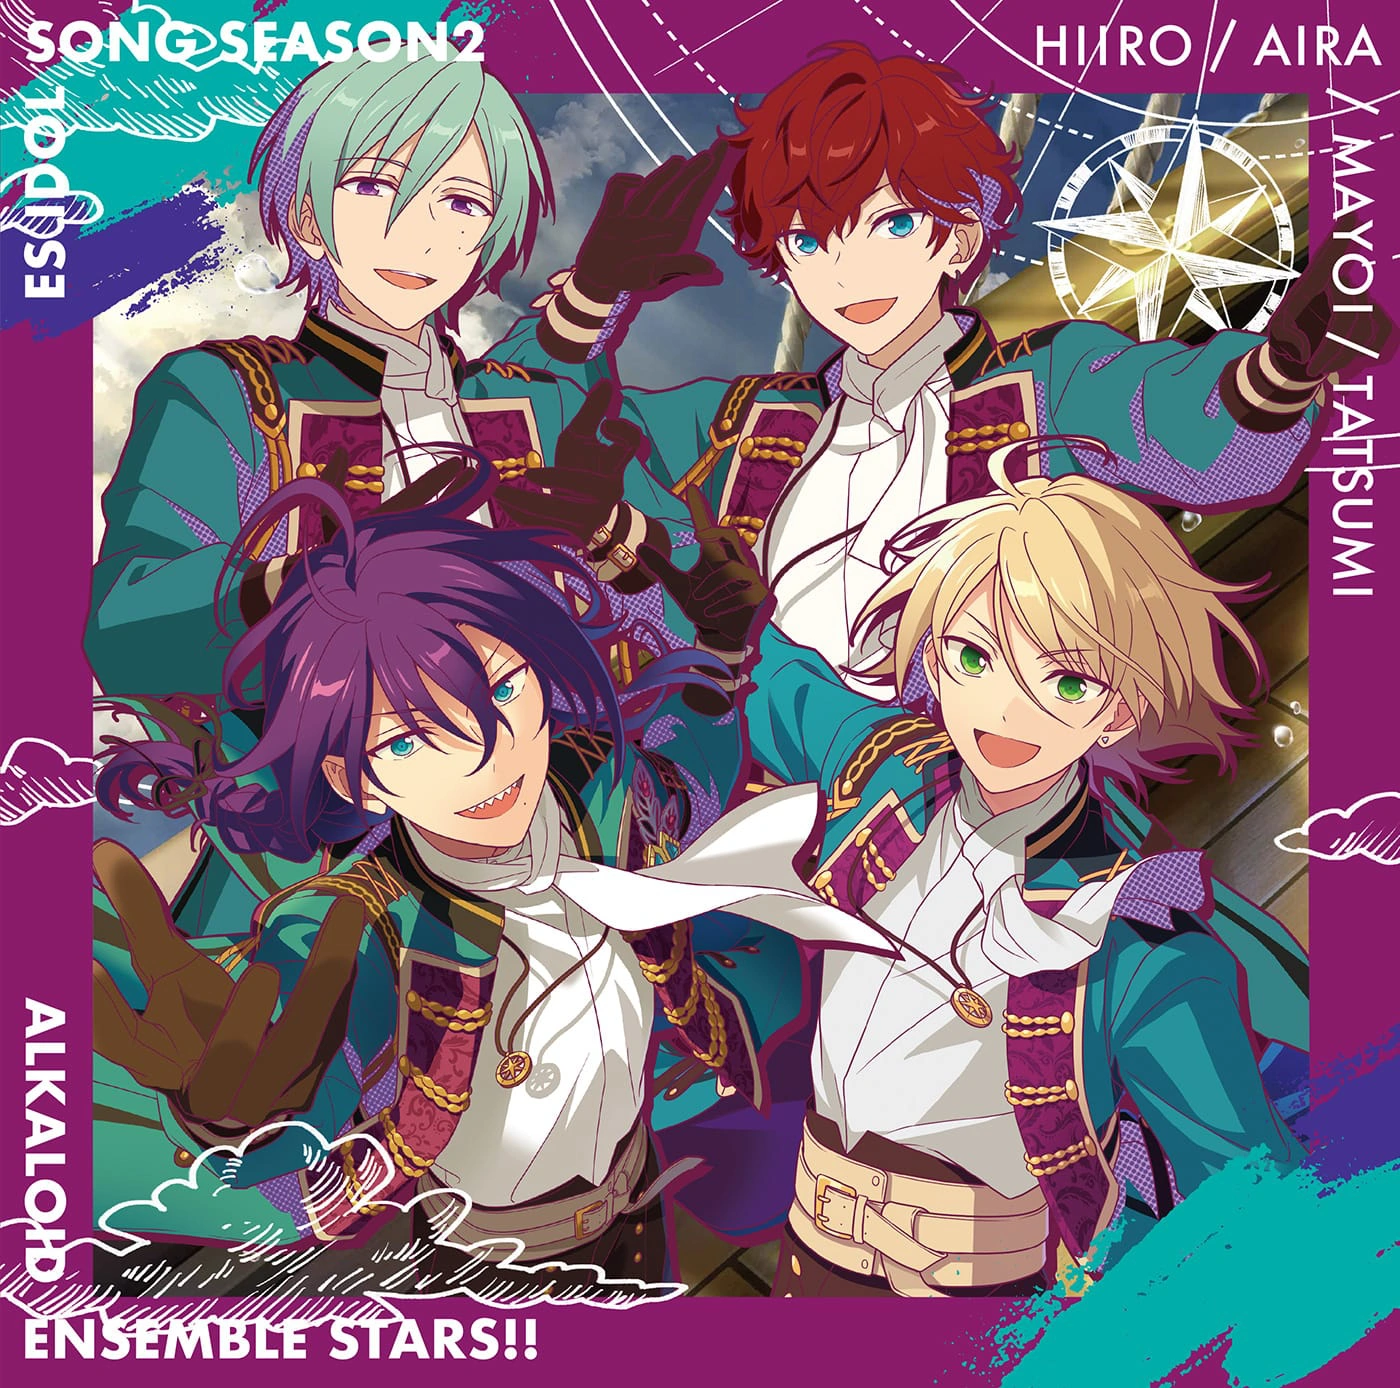 ES IDOL
SONG SEASON2
HIIRO / AIRA
/ MAYOI / TATSUMI
ALKALOID
ENSEMBLE STARS!!